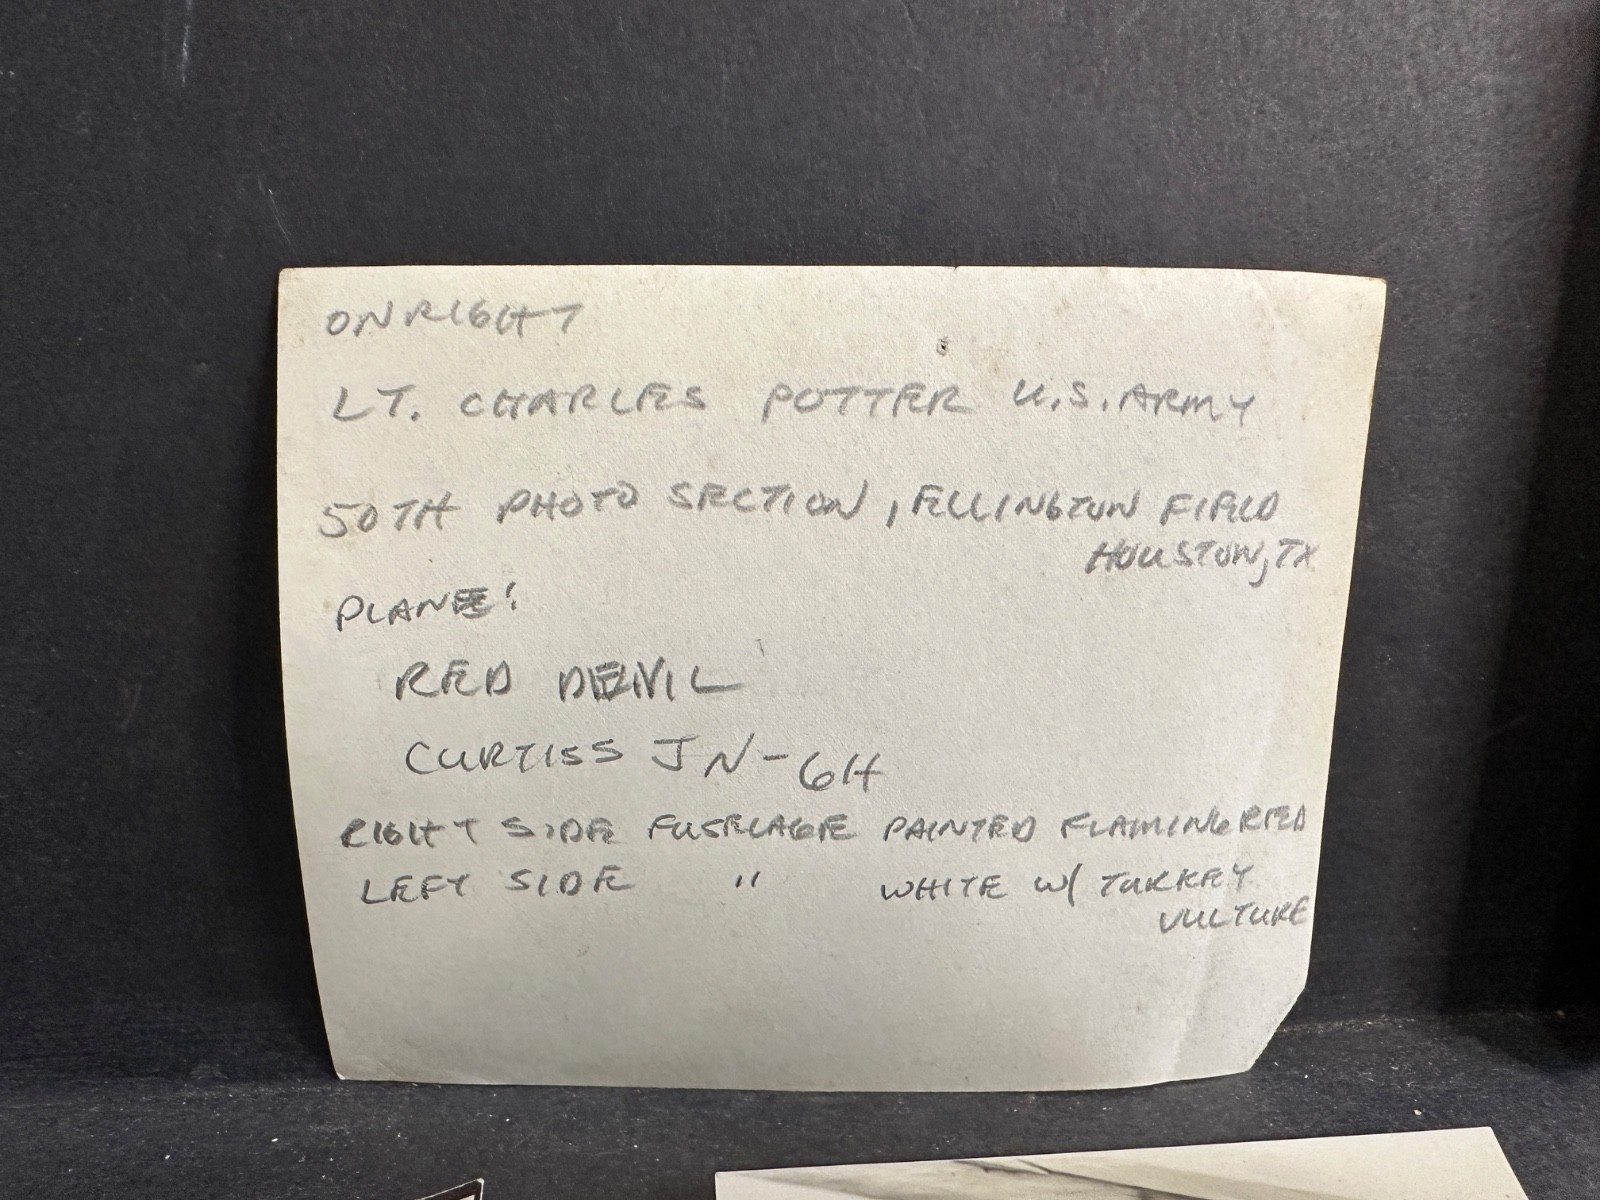 ON RIGHT
LT. CHARLES POTTER U.S. ARMY
50TH PHOTO SECTION, ELLINGTON FIELD
HOUSTON, TX
PLANE:
RED DEVIL
CURTISS JN-6H
RIGHT SIDE FUSELAGE PAINTED FLAMING RED
LEFT SIDE " WHITE W/ TURKEY
VULTURE